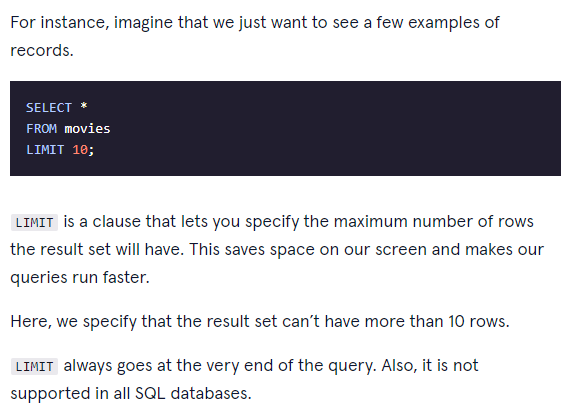 For instance, imagine that we just want to see a few examples of
records.
SELECT *
FROM movies
LIMIT 10;
LIMIT is a clause that lets you specify the maximum number of rows
the result set will have. This saves space on our screen and makes our
queries run faster.
Here, we specify that the result set can’t have more than 10 rows.
LIMIT always goes at the very end of the query. Also, it is not
supported in all SQL databases.